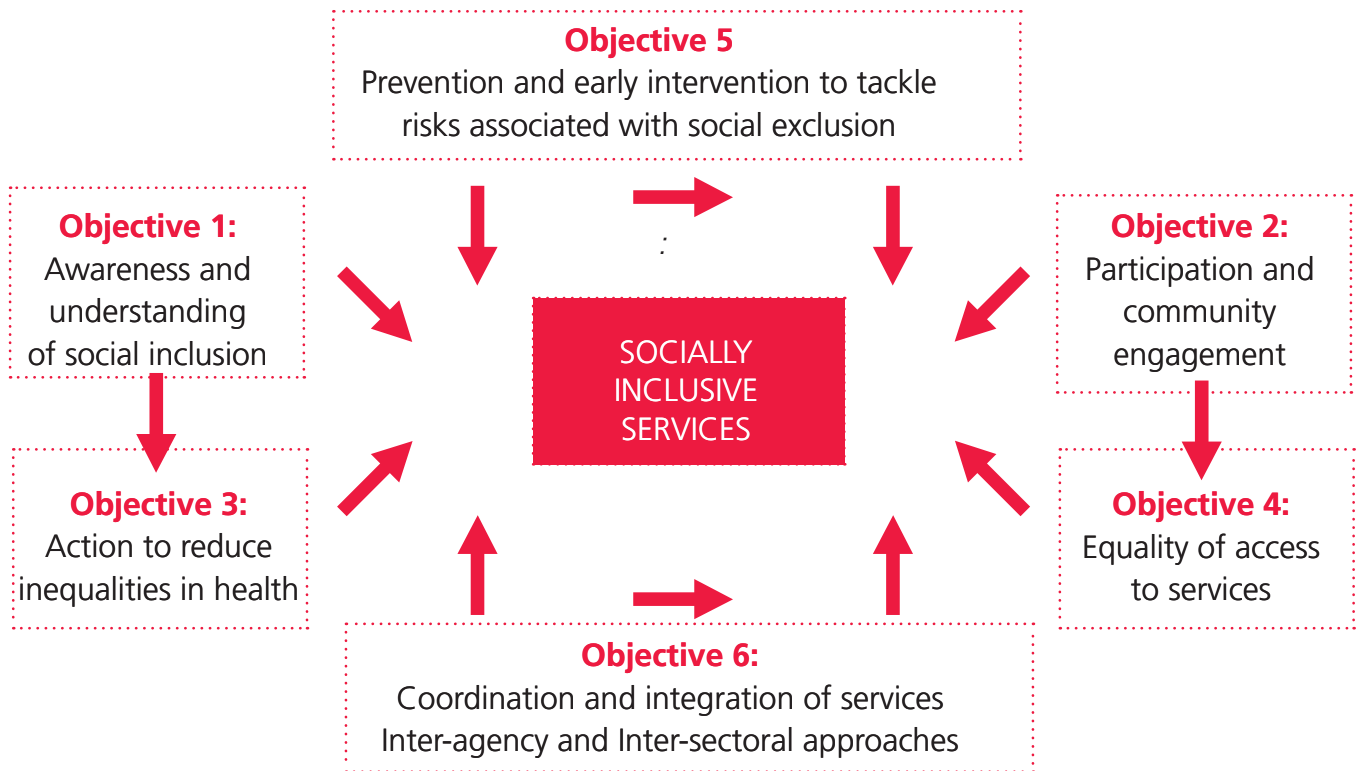 Objective 5
Prevention and early intervention to tackle
risks associated with social exclusion
Objective 1:
Awareness and
understanding
of social inclusion
:
Objective 2:
Participation and
community
engagement
SOCIALLY
INCLUSIVE
SERVICES
Objective 3:
Action to reduce
inequalities in health
Objective 4:
Equality of access
to services
Objective 6:
Coordination and integration of services
Inter-agency and Inter-sectoral approaches